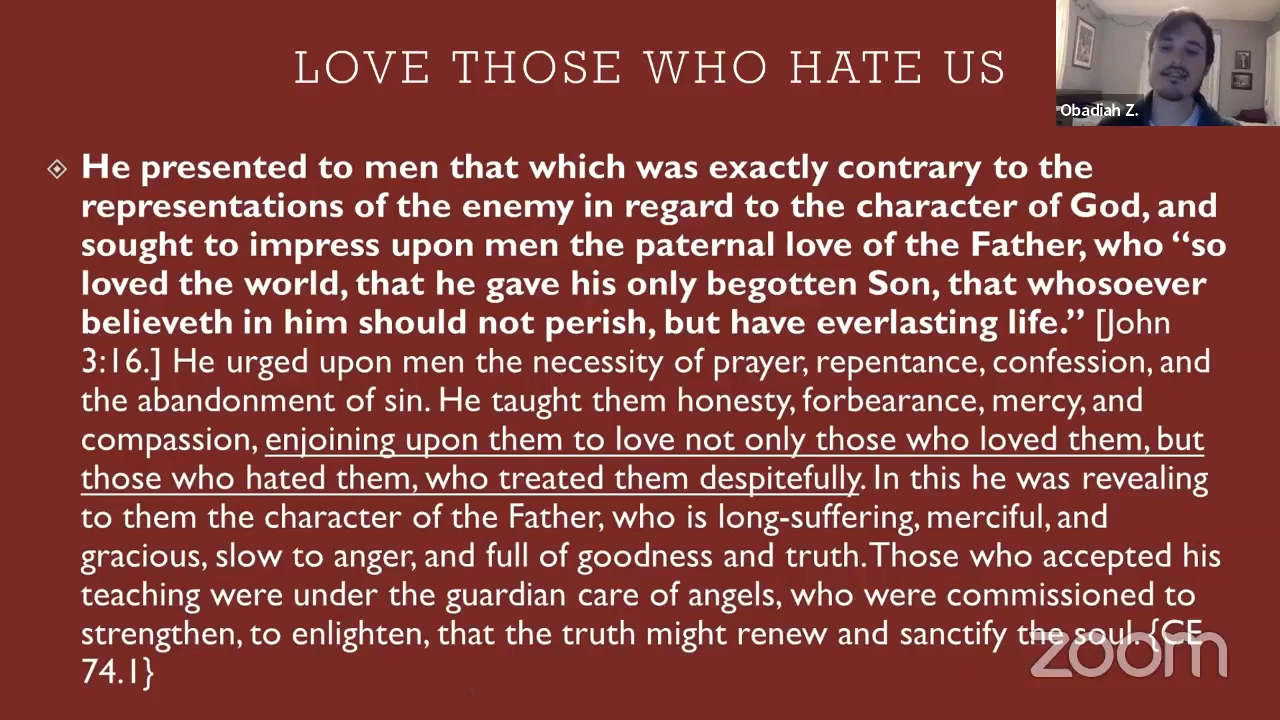 LOVE THOSE WHO HATE US
Obadiah Z.
He presented to men that which was exactly contrary to the
representations of the enemy in regard to the character of God, and
sought to impress upon men the paternal love of the Father, who “so
loved the world, that he gave his only begotten Son, that whosoever
believeth in him should not perish, but have everlasting life.” [John
3:16.] He urged upon men the necessity of prayer, repentance, confession, and
the abandonment of sin. He taught them honesty, forbearance, mercy, and
compassion, enjoining upon them to love not only those who loved them, but
those who hated them, who treated them despitefully. In this he was revealing
to them the character of the Father, who is long-suffering, merciful, and
gracious, slow to anger, and full of goodness and truth. Those who accepted his
teaching were under the guardian care of angels, who were commissioned to
strengthen, to enlighten, that the truth might renew and sanctify the soul. {CE
74.1}
zoom